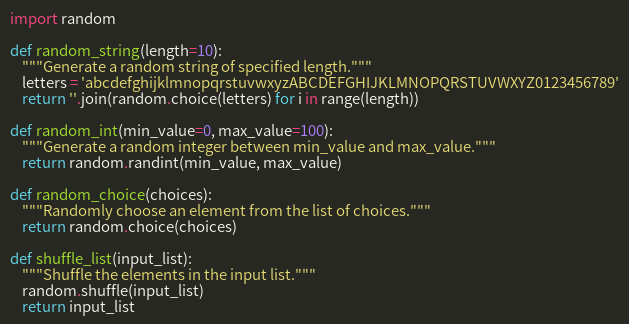 import random

def random_string(length=10):
    """Generate a random string of specified length."""
    letters = 'abcdefghijklmnopqrstuvwxyzABCDEFGHIJKLMNOPQRSTUVWXYZ0123456789'
    return ''.join(random.choice(letters) for i in range(length))

def random_int(min_value=0, max_value=100):
    """Generate a random integer between min_value and max_value."""
    return random.randint(min_value, max_value)

def random_choice(choices):
    """Randomly choose an element from the list of choices."""
    return random.choice(choices)

def shuffle_list(input_list):
    """Shuffle the elements in the input list."""
    random.shuffle(input_list)
    return input_list